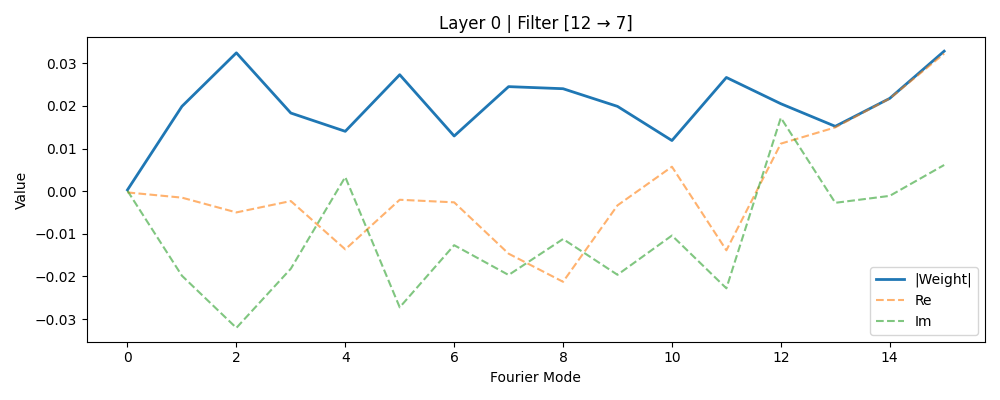 Layer 0 | Filter [12 → 7]
Value
0.03
0.02
0.01
0.00
−0.01
−0.02
−0.03
|Weight|
Re
Im
0 2 4 6 8 10 12 14
Fourier Mode